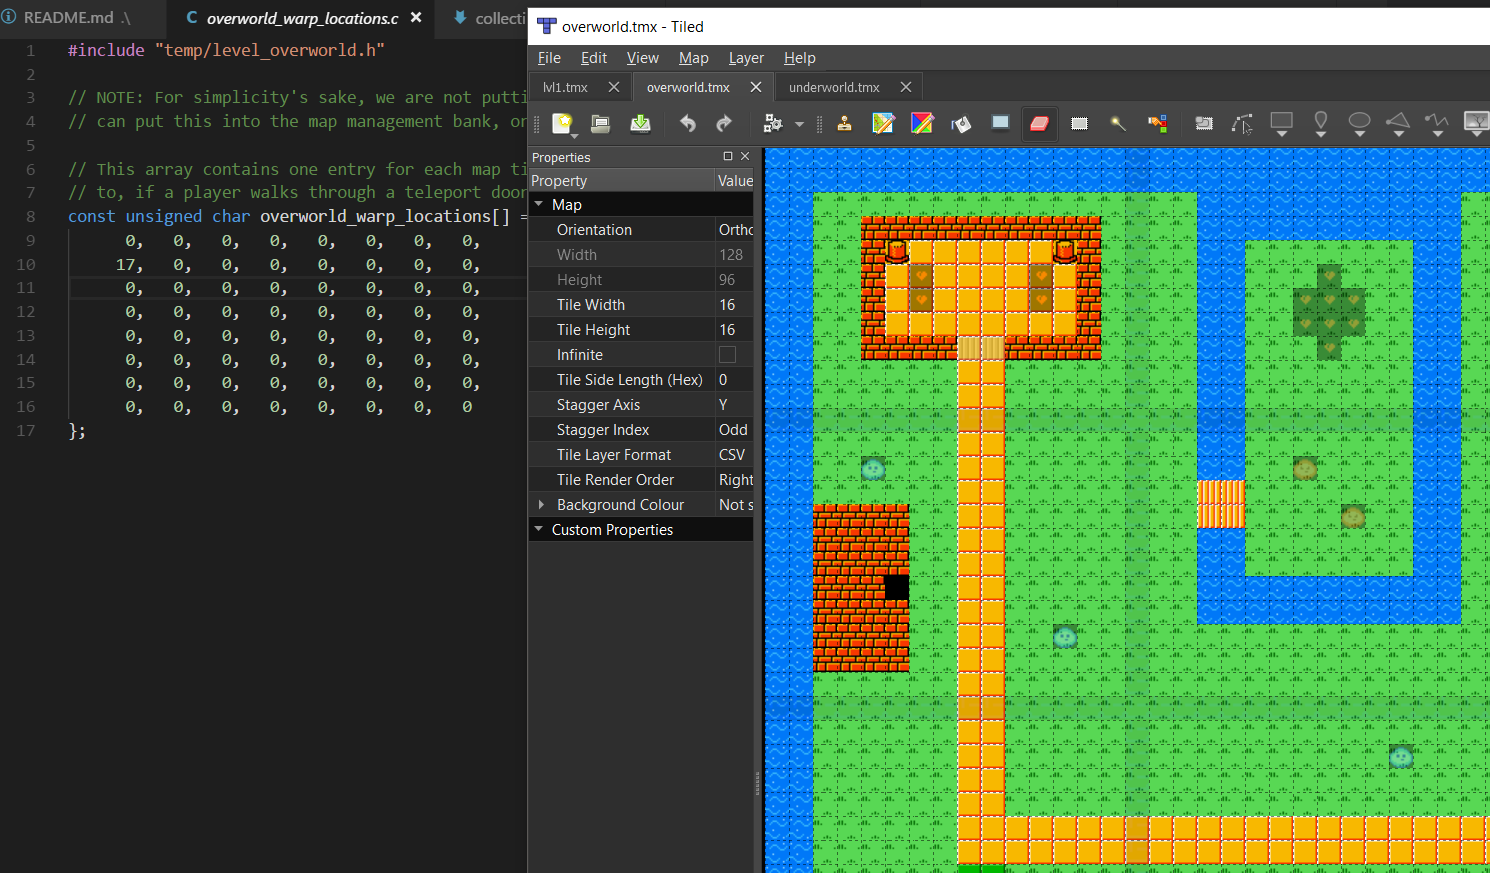 README.md .\
C overworld_warp_locations.c
collecti
1 #include "temp/level_overworld.h"
2
3 // NOTE: For simplicity's sake, we are not putti
4 // can put this into the map management bank, or
5
6 // This array contains one entry for each map ti
7 // to, if a player walks through a teleport door
8 const unsigned char overworld_warp_locations[] =
9 0, 0, 0, 0, 0, 0, 0, 0,
10 17, 0, 0, 0, 0, 0, 0, 0,
11 0, 0, 0, 0, 0, 0, 0, 0,
12 0, 0, 0, 0, 0, 0, 0, 0,
13 0, 0, 0, 0, 0, 0, 0, 0,
14 0, 0, 0, 0, 0, 0, 0, 0,
15 0, 0, 0, 0, 0, 0, 0, 0,
16 0, 0, 0, 0, 0, 0, 0, 0
17 };
overworld.tmx - Tiled
File Edit View Map Layer Help
lvl1.tmx overworld.tmx underworld.tmx
Properties
Property Value
Map
Orientation Ortho
Width 128
Height 96
Tile Width 16
Tile Height 16
Infinite
Tile Side Length (Hex) 0
Stagger Axis Y
Stagger Index Odd
Tile Layer Format CSV
Tile Render Order Right
Background Colour Not s
Custom Properties